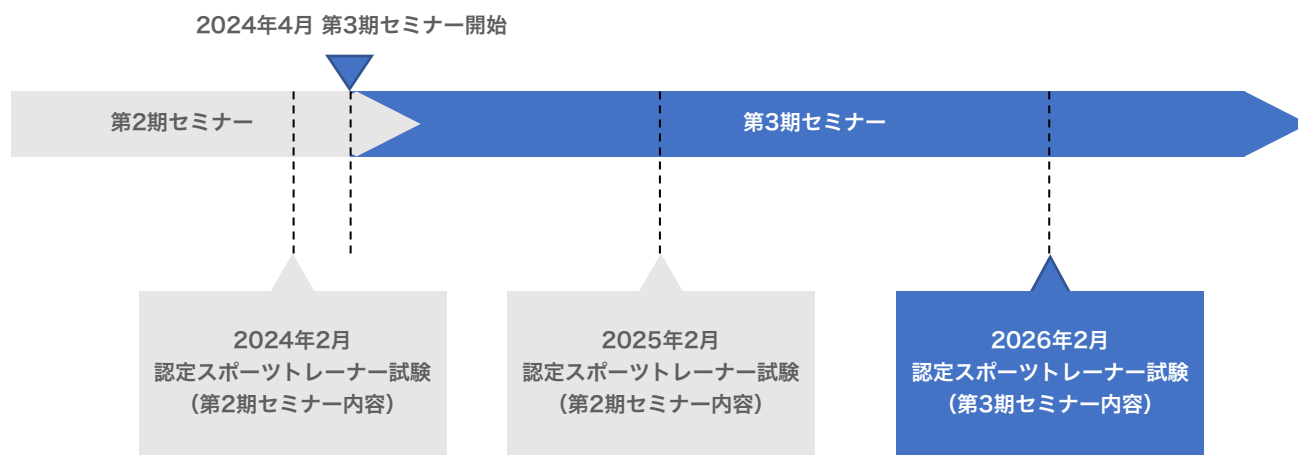 2024年4月 第3期セミナー開始
第2期セミナー
第3期セミナー
2024年2月
認定スポーツトレーナー試験
（第2期セミナー内容）
2025年2月
認定スポーツトレーナー試験
（第2期セミナー内容）
2026年2月
認定スポーツトレーナー試験
（第3期セミナー内容）